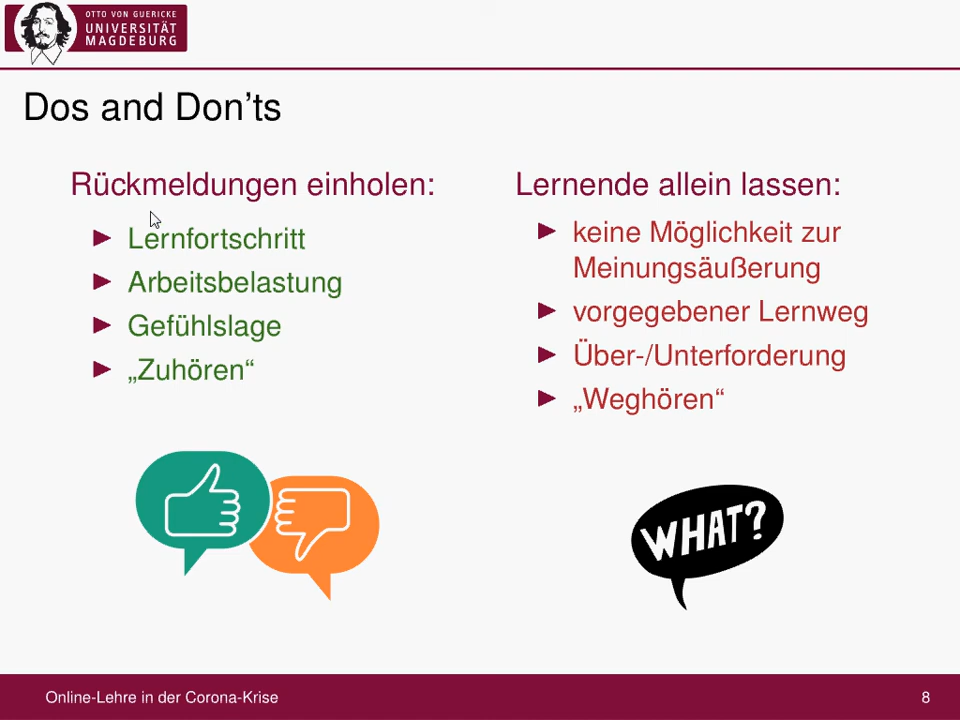 OTTO VON GUERICKE
UNIVERSITÄT
MAGDEBURG
Dos and Don'ts
Rückmeldungen einholen:
Lernfortschritt
Arbeitsbelastung
Gefühlslage
„Zuhören“
Lernende allein lassen:
keine Möglichkeit zur
Meinungsäußerung
vorgegebener Lernweg
Über-/Unterforderung
„Weghören“
WHAT?
Online-Lehre in der Corona-Krise
8